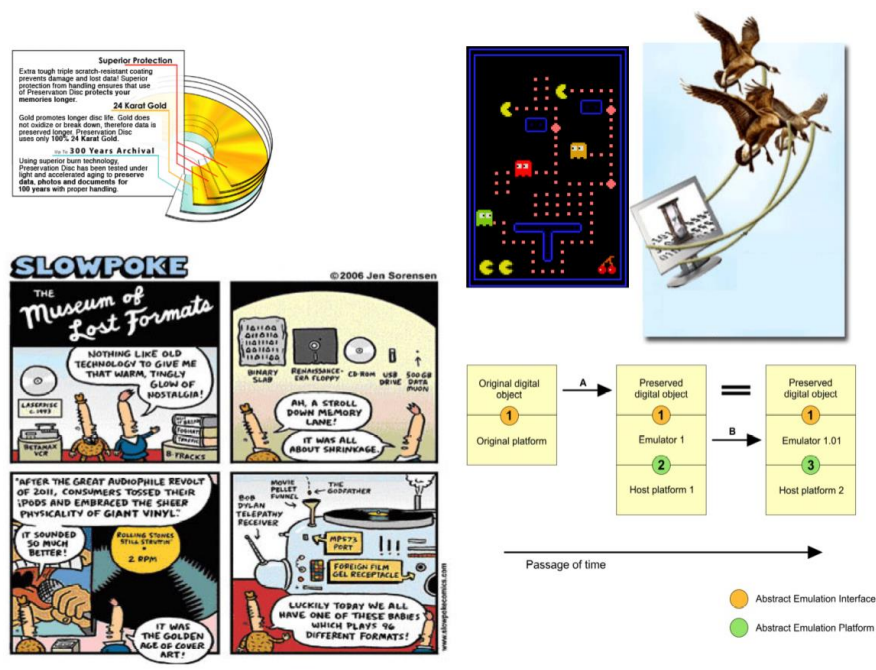 Superior Protection
Extra tough triple scratch-resistant coating
prevents damage and lost data! Superior
protection from handling ensures that use
of Preservation Disc protects your
memories longer.
24 Karat Gold
Gold promotes longer disc life. Gold does
not oxidize or break down, therefore data is
preserved longer. Preservation Disc
uses only 100% 24 Karat Gold.
Up To 300 Years Archival
Using superior burn technology,
Preservation Disc has been tested under
light and accelerated aging to preserve
data, photos and documents for
100 years with proper handling.
SLOWPOKE
©2006 Jen Sorensen
THE
Museum of
Lost Formats
NOTHING LIKE OLD
TECHNOLOGY TO GIVE ME
THAT WARM, TINGLY
GLOW OF
NOSTALGIA!
LASERDISC
c. 1993
BETAMAX
VCR
8-TRACKS
BINARY
SLAB
RENAISSANCE-
ERA FLOPPY
CD-ROM
USB
DRIVE
500 GB
DATA
MUON
AH, A STROLL
DOWN MEMORY
LANE!
IT WAS ALL
ABOUT SHRINKAGE.
"AFTER THE GREAT AUDIOPHILE REVOLT
OF 2011, CONSUMERS TOSSED THEIR
iPODS AND EMBRACED THE SHEER
PHYSICALITY OF GIANT VINYL."
IT SOUNDED
SO MUCH
BETTER!
ROLLING STONES
STILL STRUTTIN'
2 RPM
IT WAS
THE GOLDEN
AGE OF COVER
ART!
BOB
DYLAN
TELEPATHY
RECEIVER
MOVIE
PELLET
FUNNEL
THE
GODFATHER
MP573
PORT
FOREIGN FILM
GEL RECEPTACLE
LUCKILY TODAY WE ALL
HAVE ONE OF THESE BABIES
WHICH PLAYS 96
DIFFERENT FORMATS!
www.slowpokecomics.com
Original digital
object
1
Original platform
A
Preserved
digital object
1
Emulator 1
2
Host platform 1
B
Preserved
digital object
1
Emulator 1.01
3
Host platform 2
Passage of time
Abstract Emulation Interface
Abstract Emulation Platform